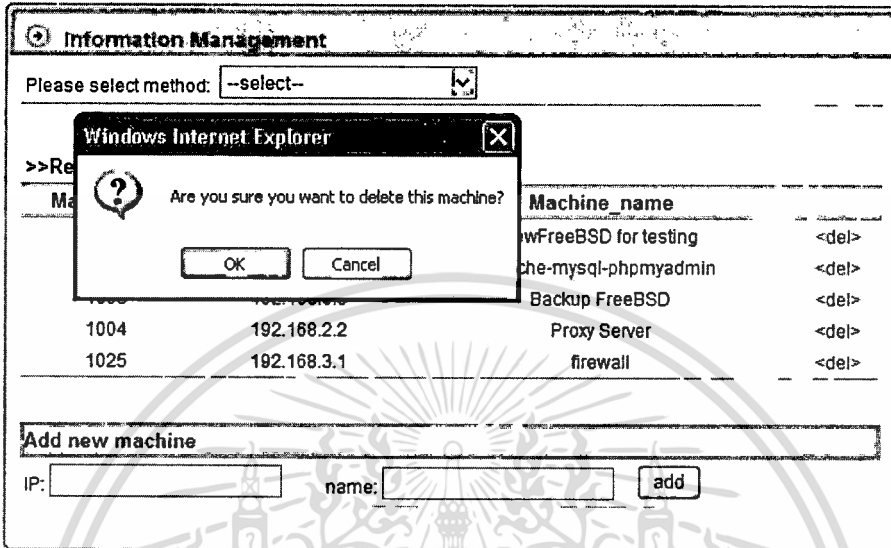 Information Management
Please select method: --select--
Windows Internet Explorer
>>Re
Are you sure you want to delete this machine?
Ma Machine_name
OK Cancel
wFreeBSD for testing <del>
che-mysql-phpmyadmin <del>
Backup FreeBSD <del>
1004 192.168.2.2 Proxy Server <del>
1025 192.168.3.1 firewall <del>
Add new machine
IP: name: add